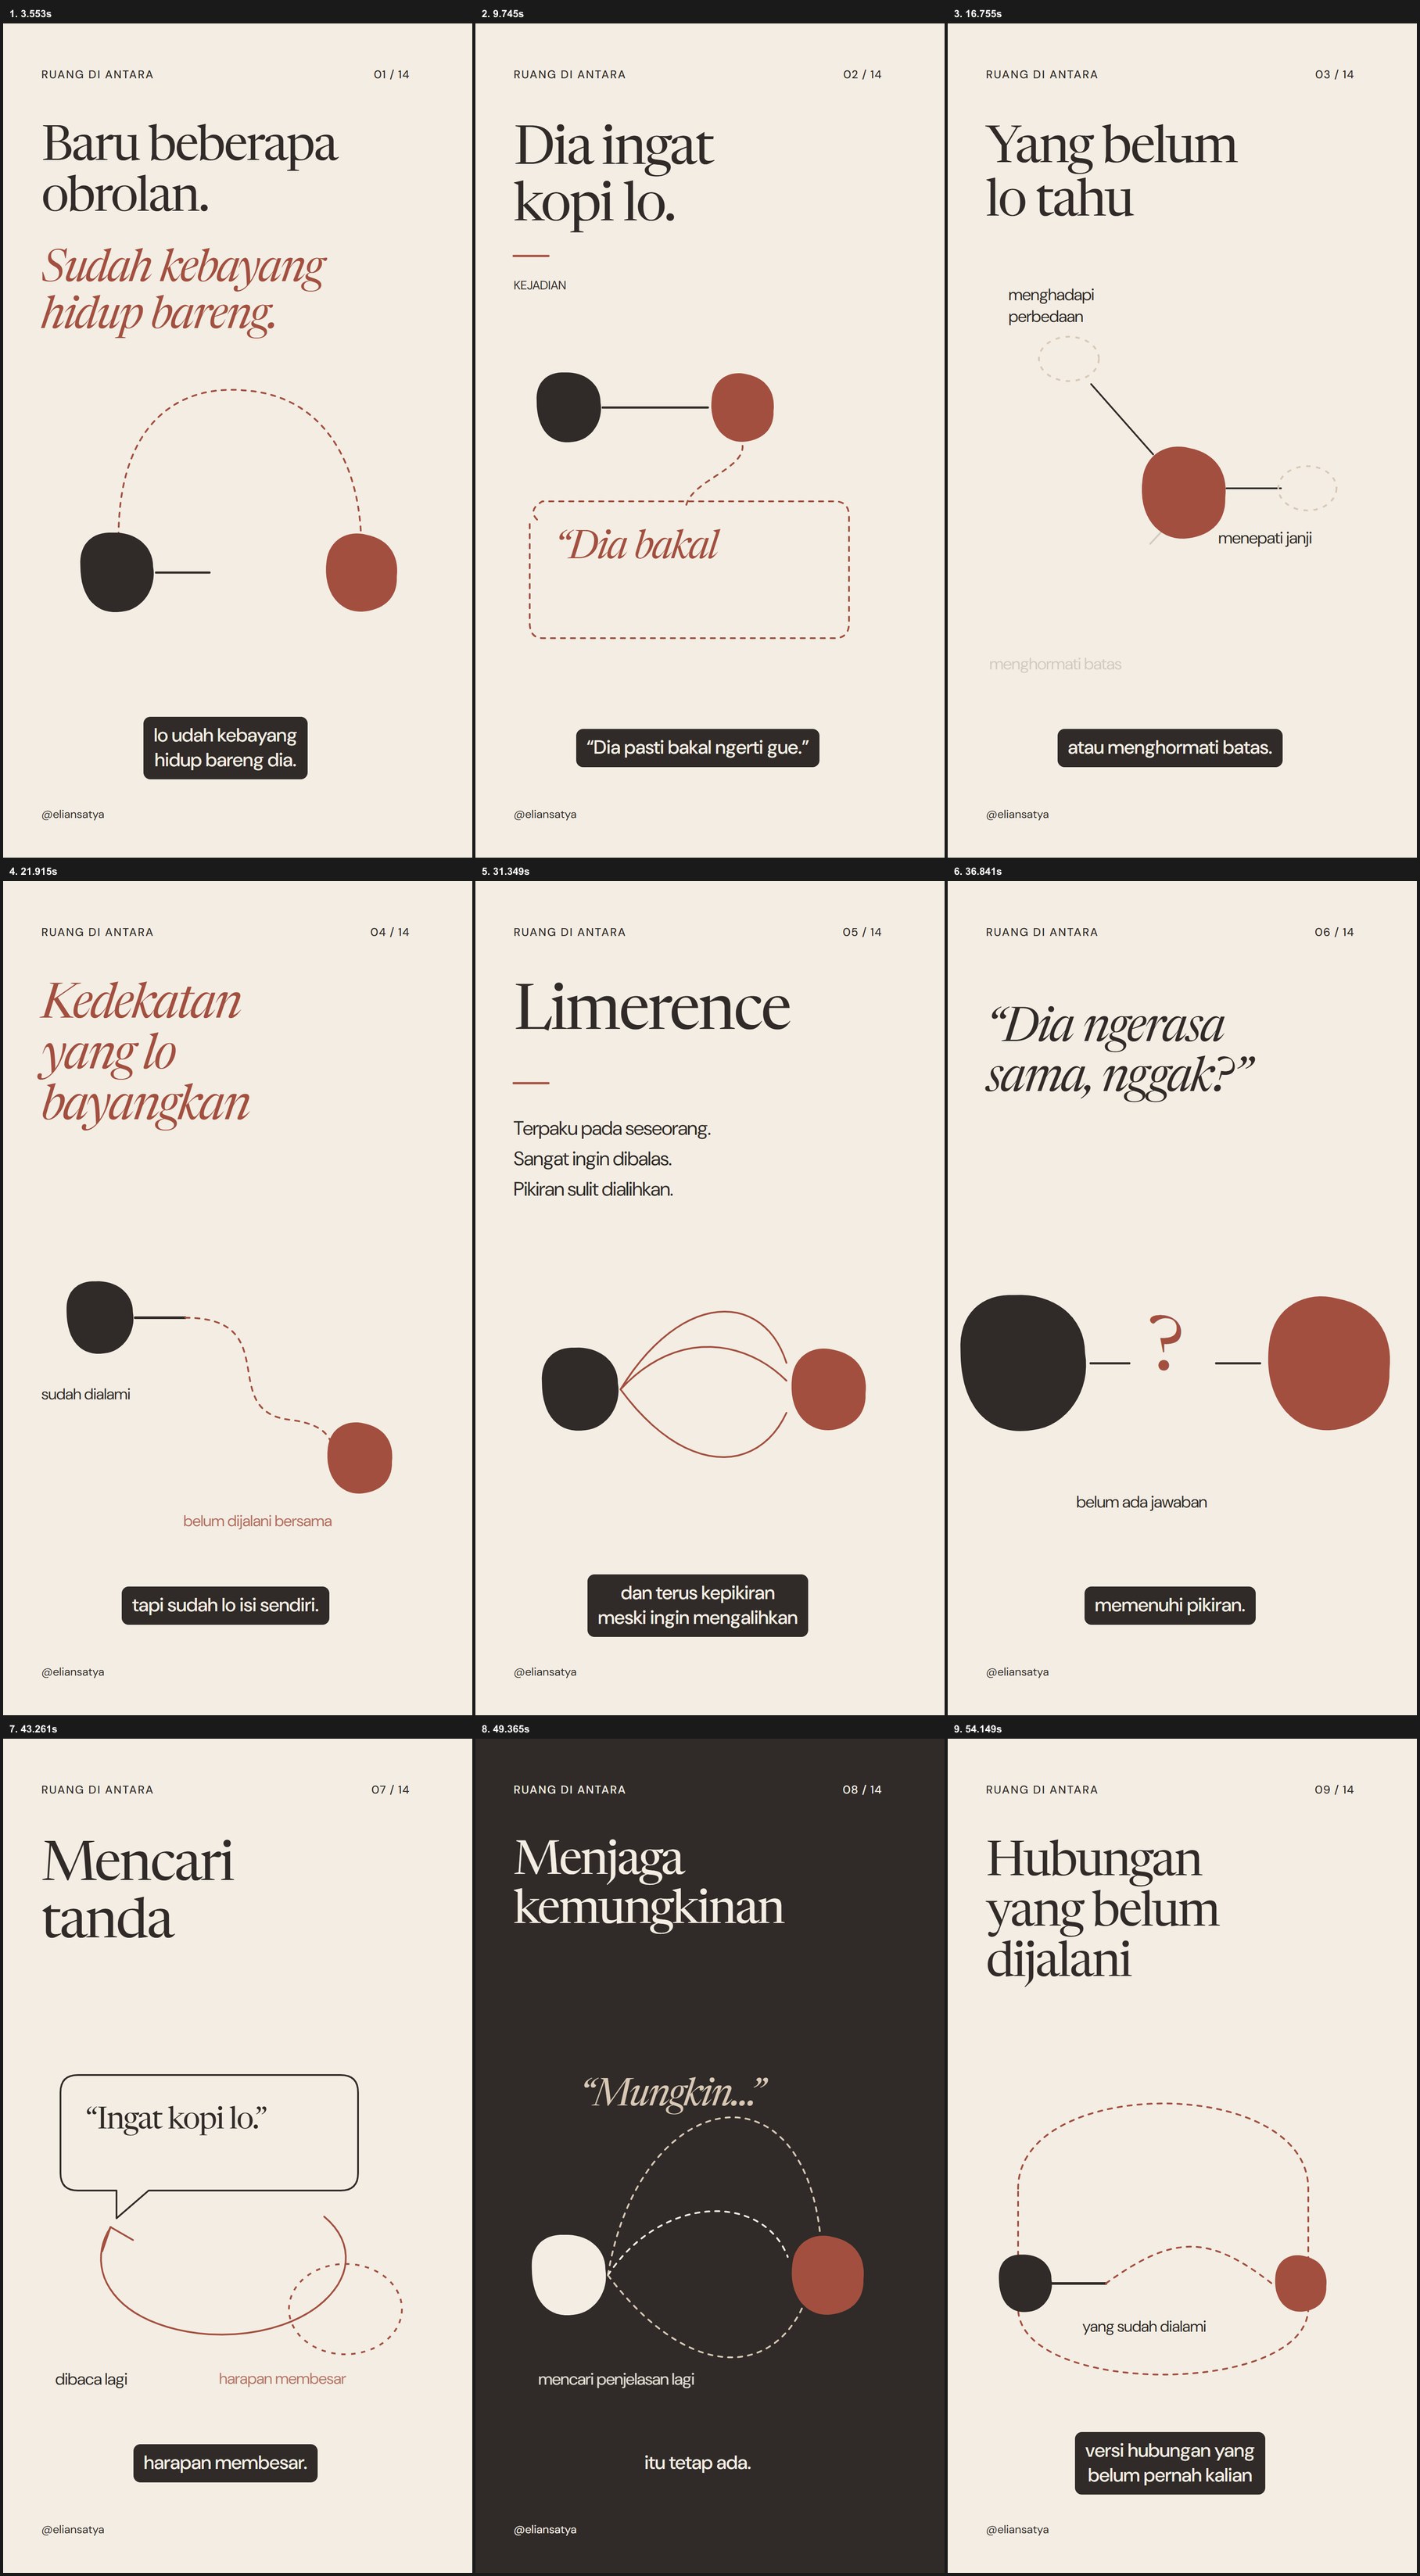 1. 3.553s
RUANG DI ANTARA
01 / 14
Baru beberapa
obrolan.
Sudah kebayang
hidup bareng.
lo udah kebayang
hidup bareng dia.
@eliansatya
2. 9.745s
RUANG DI ANTARA
02 / 14
Dia ingat
kopi lo.
KEJADIAN
“Dia bakal
“Dia pasti bakal ngerti gue.”
@eliansatya
3. 16.755s
RUANG DI ANTARA
03 / 14
Yang belum
lo tahu
menghadapi
perbedaan
menepati janji
menghormati batas
atau menghormati batas.
@eliansatya
4. 21.915s
RUANG DI ANTARA
04 / 14
Kedekatan
yang lo
bayangkan
sudah dialami
belum dijalani bersama
tapi sudah lo isi sendiri.
@eliansatya
5. 31.349s
RUANG DI ANTARA
05 / 14
Limerence
Terpaku pada seseorang.
Sangat ingin dibalas.
Pikiran sulit dialihkan.
dan terus kepikiran
meski ingin mengalihkan
@eliansatya
6. 36.841s
RUANG DI ANTARA
06 / 14
“Dia ngerasa
sama, nggak?”
?
belum ada jawaban
memenuhi pikiran.
@eliansatya
7. 43.261s
RUANG DI ANTARA
07 / 14
Mencari
tanda
“Ingat kopi lo.”
dibaca lagi
harapan membesar
harapan membesar.
@eliansatya
8. 49.365s
RUANG DI ANTARA
08 / 14
Menjaga
kemungkinan
“Mungkin...”
mencari penjelasan lagi
itu tetap ada.
@eliansatya
9. 54.149s
RUANG DI ANTARA
09 / 14
Hubungan
yang belum
dijalani
yang sudah dialami
versi hubungan yang
belum pernah kalian
@eliansatya